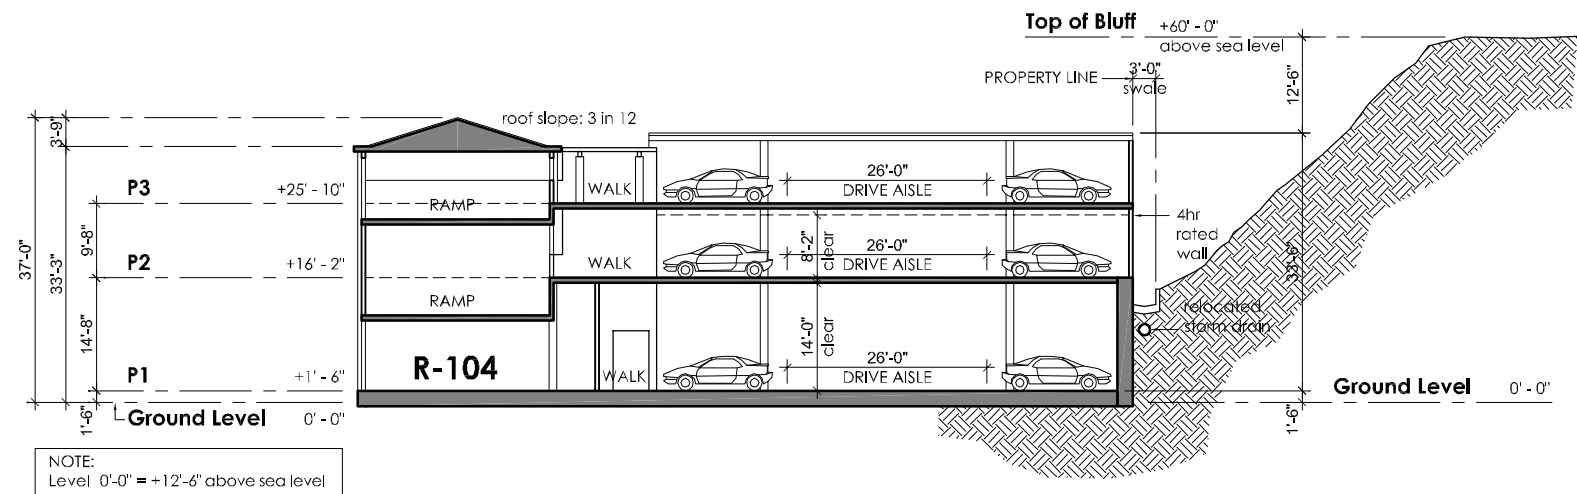 Top of Bluff
+60' - 0"
above sea level
3'-0"
swale
PROPERTY LINE
12'-6"
roof slope: 3 in 12
3'-9"
37'-0"
33'-3"
P3
+25' - 10"
RAMP
WALK
26'-0"
DRIVE AISLE
4hr
rated
wall
9'-8"
8'-2"
clear
P2
+16' - 2"
RAMP
WALK
26'-0"
DRIVE AISLE
33'-6"
relocated
storm drain
14'-8"
14'-0"
clear
P1
+1' - 6"
R-104
WALK
26'-0"
DRIVE AISLE
Ground Level
0' - 0"
1'-6"
Ground Level
0' - 0"
1'-6"
NOTE:
Level 0'-0" = +12'-6" above sea level